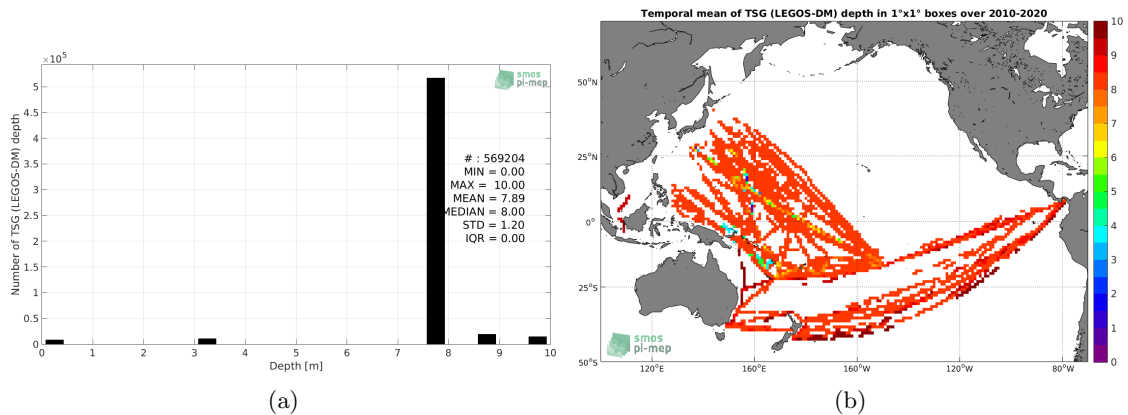 ×10⁵
5
4.5
4
3.5
3
2.5
2
1.5
1
0.5
0
Number of TSG (LEGOS-DM) depth
smos
pi-mep
# : 569204
MIN = 0.00
MAX = 10.00
MEAN = 7.89
MEDIAN = 8.00
STD = 1.20
IQR = 0.00
0 1 2 3 4 5 6 7 8 9 10
Depth [m]
(a)
Temporal mean of TSG (LEGOS-DM) depth in 1°x1° boxes over 2010-2020
50°N
25°N
0°
25°S
50°S
smos
pi-mep
120°E 160°E 160°W 120°W 80°W
10
9
8
7
6
5
4
3
2
1
0
(b)